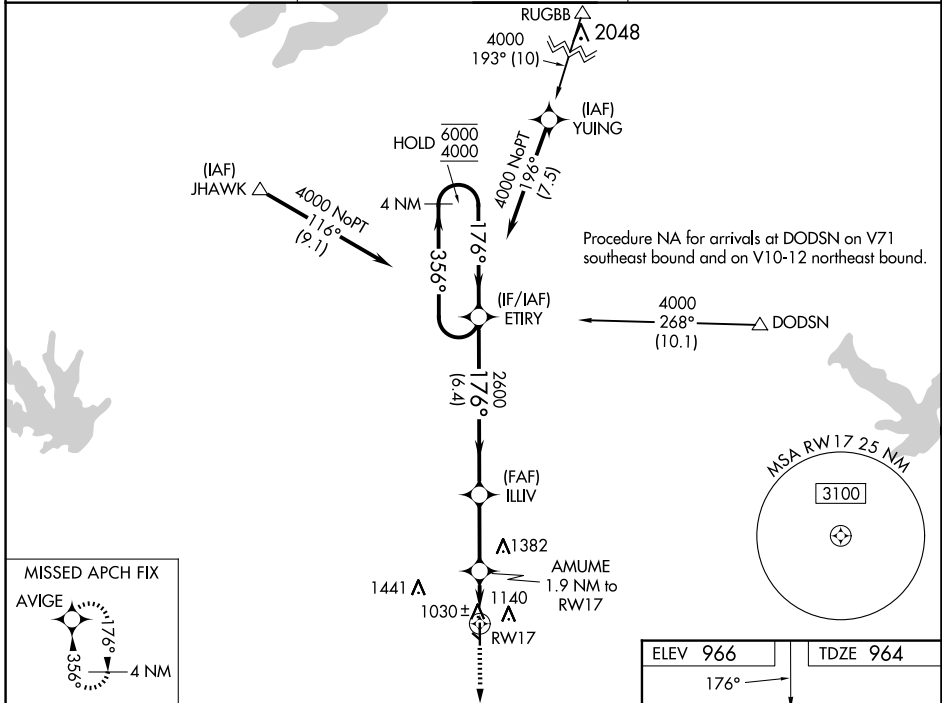 RUGBB
2048
4000
193° (10)
(IAF)
YUING
HOLD 6000
4000
4000 NoPT
196°
(7.5)
(IAF)
JHAWK
4 NM
4000 NoPT
116°
(9.1)
176°
356°
Procedure NA for arrivals at DODSN on V71
southeast bound and on V10-12 northeast bound.
(IF/IAF)
ETIRY
4000
268°
(10.1)
DODSN
2600
176°
(6.4)
MSA RW17 25 NM
3100
(FAF)
ILLIV
1382
AMUME
1.9 NM to
RW17
1441
1140
1030±
RW17
MISSED APCH FIX
AVIGE
176°
356°
4 NM
ELEV 966
TDZE 964
176°